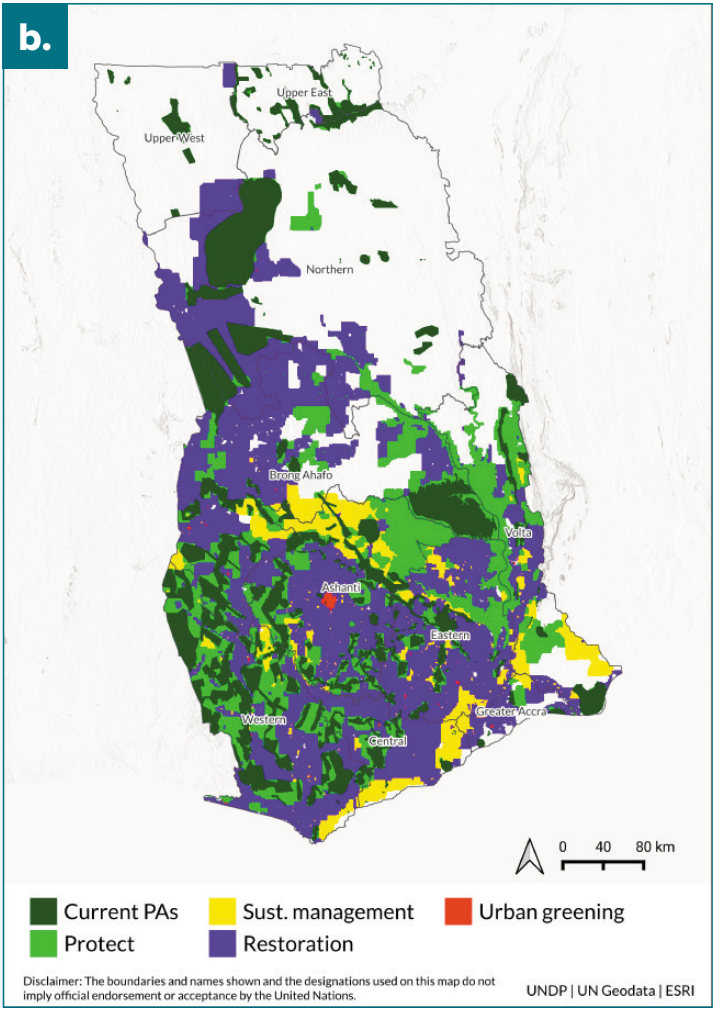 b.
Upper East
Upper West
Northern
Brong Ahafo
Volta
Ashanti
Eastern
Greater Accra
Western
Central
0 40 80 km
Current PAs
Sust. management
Urban greening
Protect
Restoration
Disclaimer: The boundaries and names shown and the designations used on this map do not
imply official endorsement or acceptance by the United Nations.
UNDP | UN Geodata | ESRI